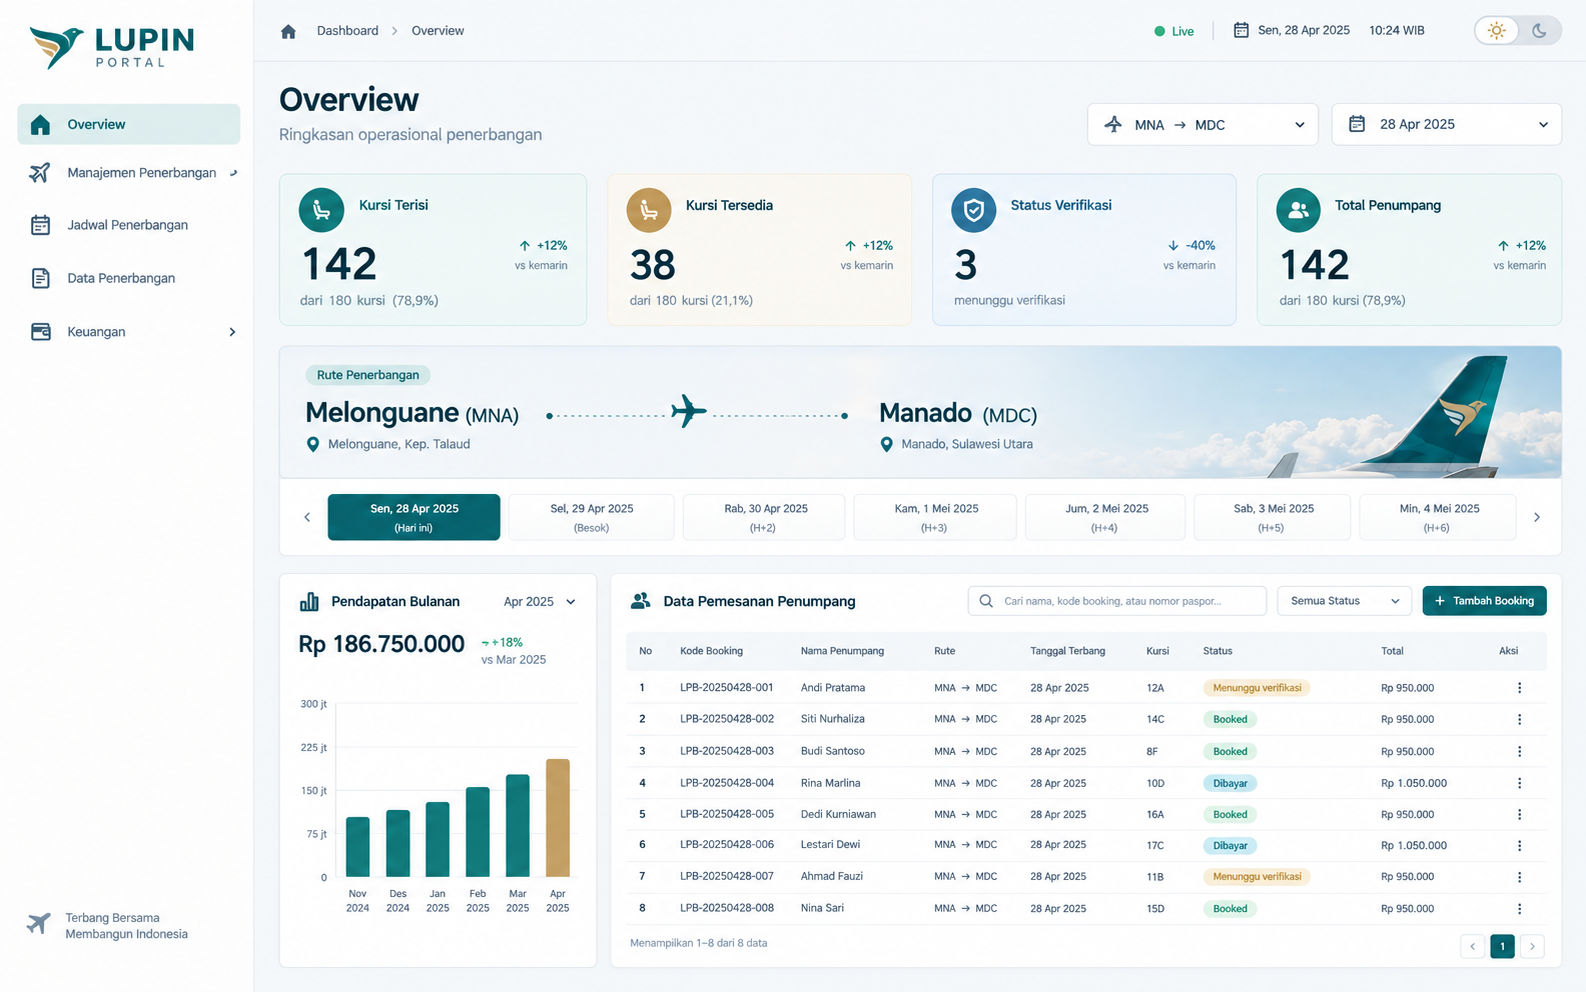 LUPIN
PORTAL
Overview
Manajemen Penerbangan
Jadwal Penerbangan
Data Penerbangan
Keuangan
Terbang Bersama
Membangun Indonesia
Dashboard > Overview
Live
Sen, 28 Apr 2025 10:24 WIB
Overview
Ringkasan operasional penerbangan
MNA → MDC
28 Apr 2025
Kursi Terisi
142
↑ +12%
vs kemarin
dari 180 kursi (78,9%)
Kursi Tersedia
38
↑ +12%
vs kemarin
dari 180 kursi (21,1%)
Status Verifikasi
3
↓ -40%
vs kemarin
menunggu verifikasi
Total Penumpang
142
↑ +12%
vs kemarin
dari 180 kursi (78,9%)
Rute Penerbangan
Melonguane (MNA)
Melonguane, Kep. Talaud
Manado (MDC)
Manado, Sulawesi Utara
Sen, 28 Apr 2025
(Hari ini)
Sel, 29 Apr 2025
(Besok)
Rab, 30 Apr 2025
(H+2)
Kam, 1 Mei 2025
(H+3)
Jum, 2 Mei 2025
(H+4)
Sab, 3 Mei 2025
(H+5)
Min, 4 Mei 2025
(H+6)
Pendapatan Bulanan
Apr 2025
Rp 186.750.000
+18%
vs Mar 2025
300 jt
225 jt
150 jt
75 jt
0
Nov 2024
Des 2024
Jan 2025
Feb 2025
Mar 2025
Apr 2025
Data Pemesanan Penumpang
Cari nama, kode booking, atau nomor paspor...
Semua Status
+ Tambah Booking
No Kode Booking Nama Penumpang Rute Tanggal Terbang Kursi Status Total Aksi
1 LPB-20250428-001 Andi Pratama MNA → MDC 28 Apr 2025 12A Menunggu verifikasi Rp 950.000
2 LPB-20250428-002 Siti Nurhaliza MNA → MDC 28 Apr 2025 14C Booked Rp 950.000
3 LPB-20250428-003 Budi Santoso MNA → MDC 28 Apr 2025 8F Booked Rp 950.000
4 LPB-20250428-004 Rina Marlina MNA → MDC 28 Apr 2025 10D Dibayar Rp 1.050.000
5 LPB-20250428-005 Dedi Kurniawan MNA → MDC 28 Apr 2025 16A Booked Rp 950.000
6 LPB-20250428-006 Lestari Dewi MNA → MDC 28 Apr 2025 17C Dibayar Rp 1.050.000
7 LPB-20250428-007 Ahmad Fauzi MNA → MDC 28 Apr 2025 11B Menunggu verifikasi Rp 950.000
8 LPB-20250428-008 Nina Sari MNA → MDC 28 Apr 2025 15D Booked Rp 950.000
Menampilkan 1–8 dari 8 data
1